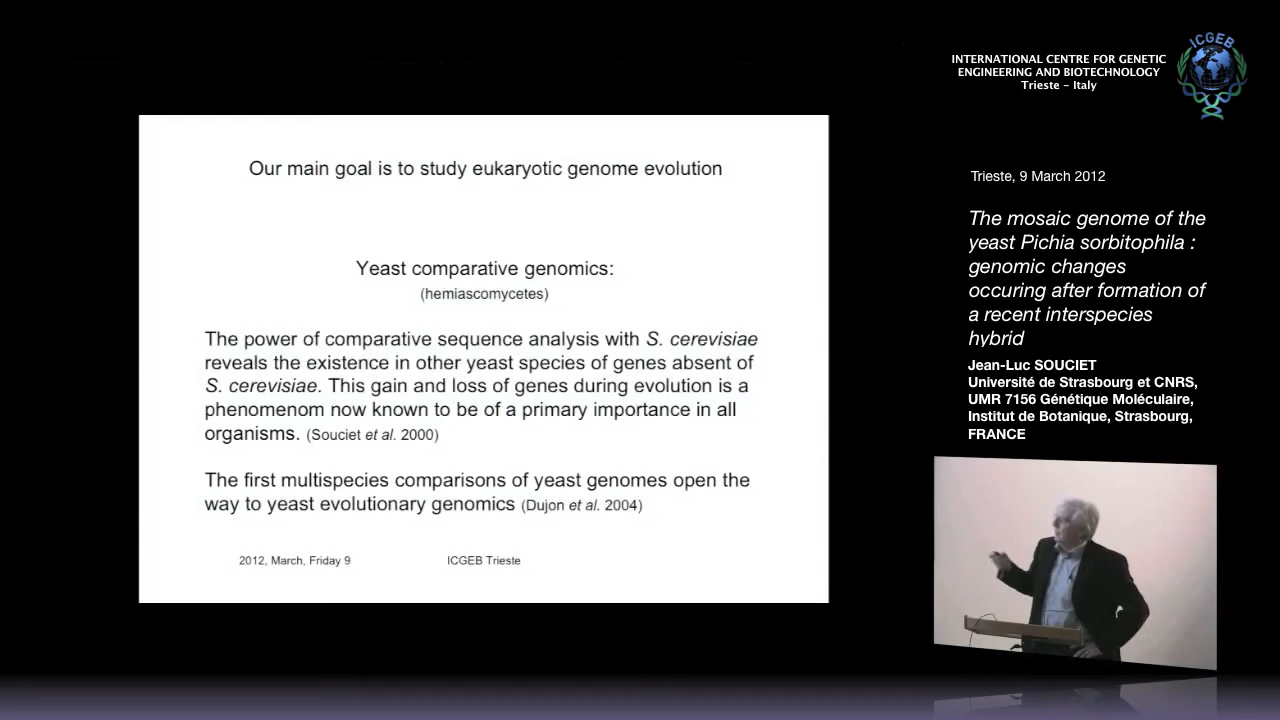 Our main goal is to study eukaryotic genome evolution
Yeast comparative genomics:
(hemiascomycetes)
The power of comparative sequence analysis with S. cerevisiae
reveals the existence in other yeast species of genes absent of
S. cerevisiae. This gain and loss of genes during evolution is a
phenomenon now known to be of a primary importance in all
organisms. (Souciet et al. 2000)
The first multispecies comparisons of yeast genomes open the
way to yeast evolutionary genomics (Dujon et al. 2004)
2012, March, Friday 9
ICGEB Trieste
INTERNATIONAL CENTRE FOR GENETIC
ENGINEERING AND BIOTECHNOLOGY
Trieste - Italy
ICGEB
Trieste, 9 March 2012
The mosaic genome of the
yeast Pichia sorbitophila :
genomic changes
occuring after formation of
a recent interspecies
hybrid
Jean-Luc SOUCIET
Université de Strasbourg et CNRS,
UMR 7156 Génétique Moléculaire,
Institut de Botanique, Strasbourg,
FRANCE